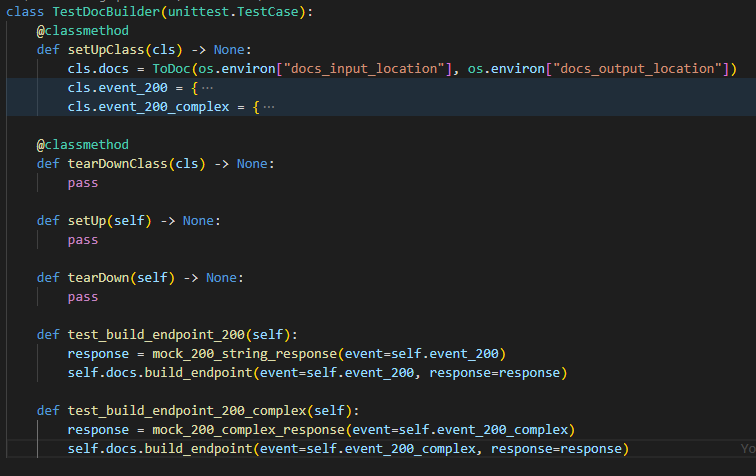 class TestDocBuilder(unittest.TestCase):
    @classmethod
    def setUpClass(cls) -> None:
        cls.docs = ToDoc(os.environ["docs_input_location"], os.environ["docs_output_location"])
        cls.event_200 = {···
        cls.event_200_complex = {···
    @classmethod
    def tearDownClass(cls) -> None:
        pass
    def setUp(self) -> None:
        pass
    def tearDown(self) -> None:
        pass
    def test_build_endpoint_200(self):
        response = mock_200_string_response(event=self.event_200)
        self.docs.build_endpoint(event=self.event_200, response=response)
    def test_build_endpoint_200_complex(self):
        response = mock_200_complex_response(event=self.event_200_complex)
        self.docs.build_endpoint(event=self.event_200_complex, response=response) Yo